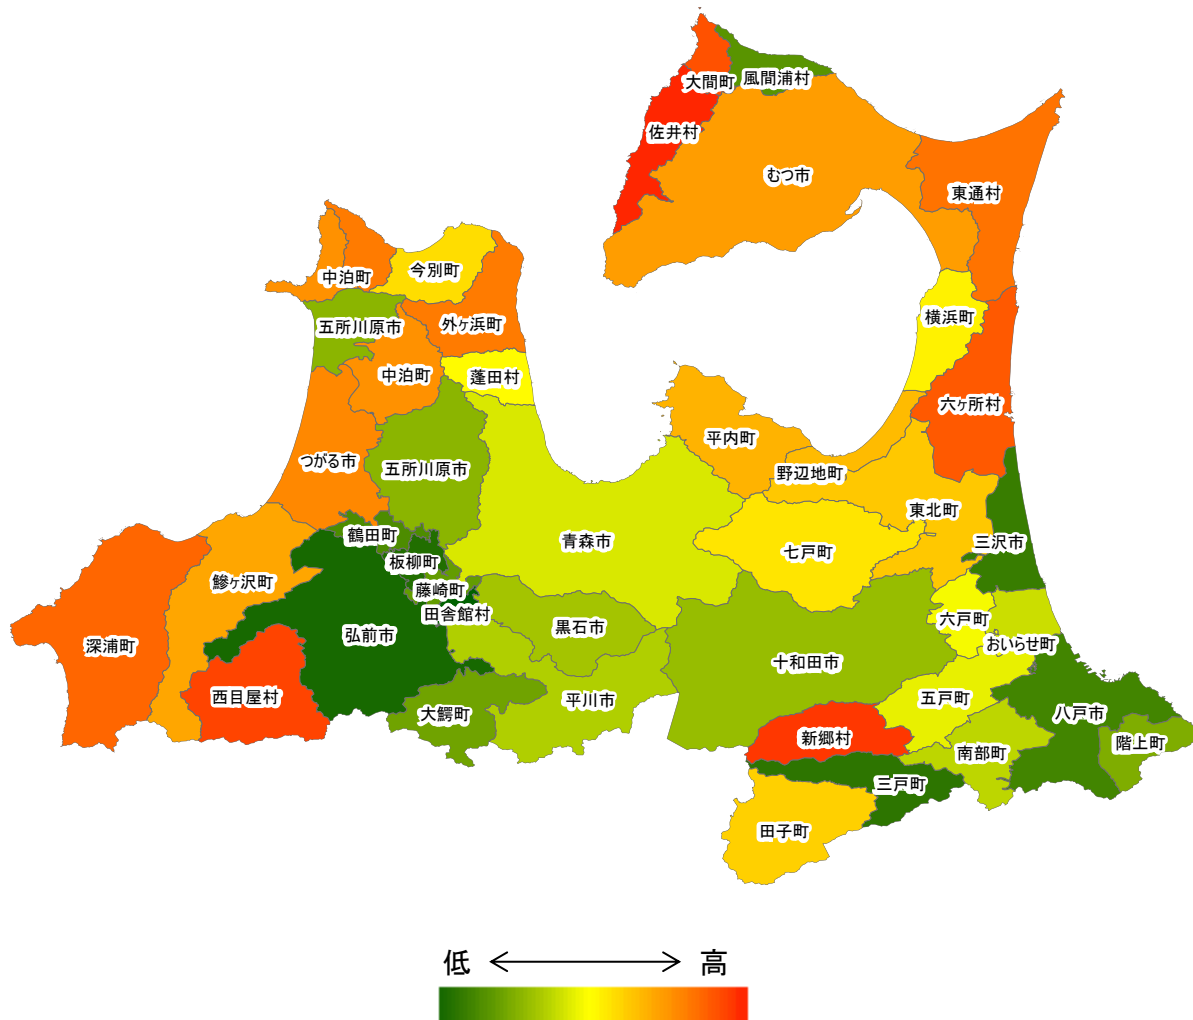 大間町
風間浦村
佐井村
むつ市
東通村
中泊町
今別町
横浜町
五所川原市
外ヶ浜町
中泊町
蓬田村
六ヶ所村
平内町
つがる市
五所川原市
野辺地町
東北町
鶴田町
青森市
三沢市
七戸町
板柳町
鰺ヶ沢町
藤崎町
田舎館村
六戸町
黒石市
弘前市
深浦町
おいらせ町
十和田市
西目屋村
平川市
五戸町
大鰐町
八戸市
新郷村
階上町
南部町
三戸町
田子町
低 高